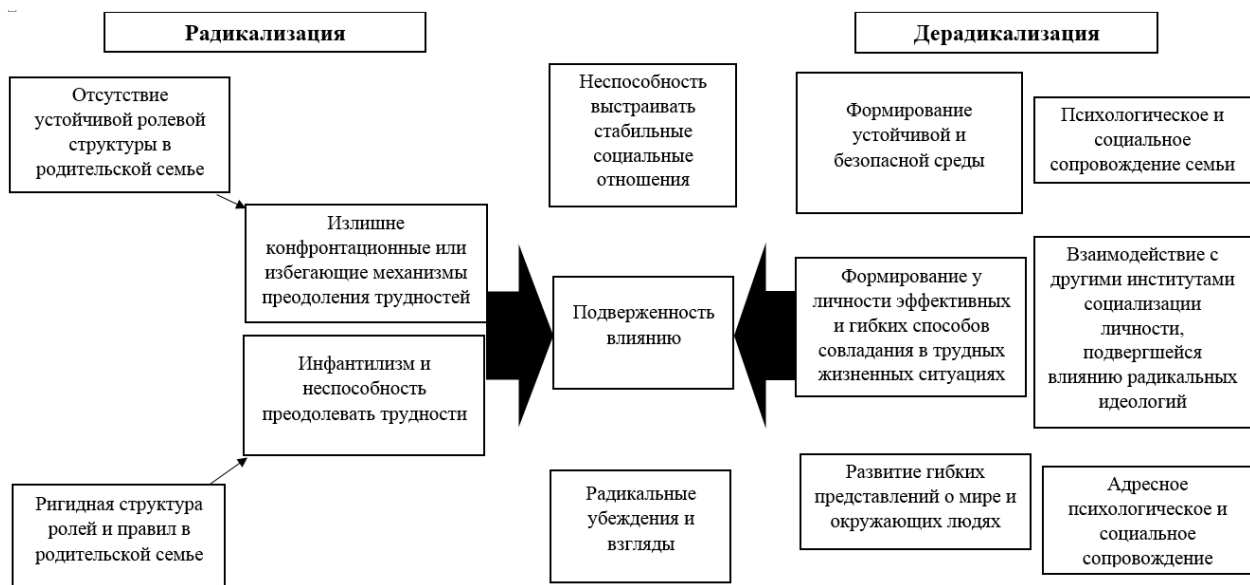 Радикализация
Дерадикализация
Отсутствие
устойчивой ролевой
структуры в
родительской семье
Излишне
конфронтационные или
избегающие механизмы
преодоления трудностей
Инфантилизм и
неспособность
преодолевать трудности
Ригидная структура
ролей и правил в
родительской семье
Неспособность
выстраивать
стабильные
социальные
отношения
Подверженность
влиянию
Радикальные
убеждения и
взгляды
Формирование
устойчивой и
безопасной среды
Формирование у
личности эффективных
и гибких способов
совладания в трудных
жизненных ситуациях
Развитие гибких
представлений о мире и
окружающих людях
Психологическое и
социальное
сопровождение семьи
Взаимодействие с
другими институтами
социализации
личности,
подвергшейся
влиянию радикальных
идеологий
Адресное
психологическое и
социальное
сопровождение